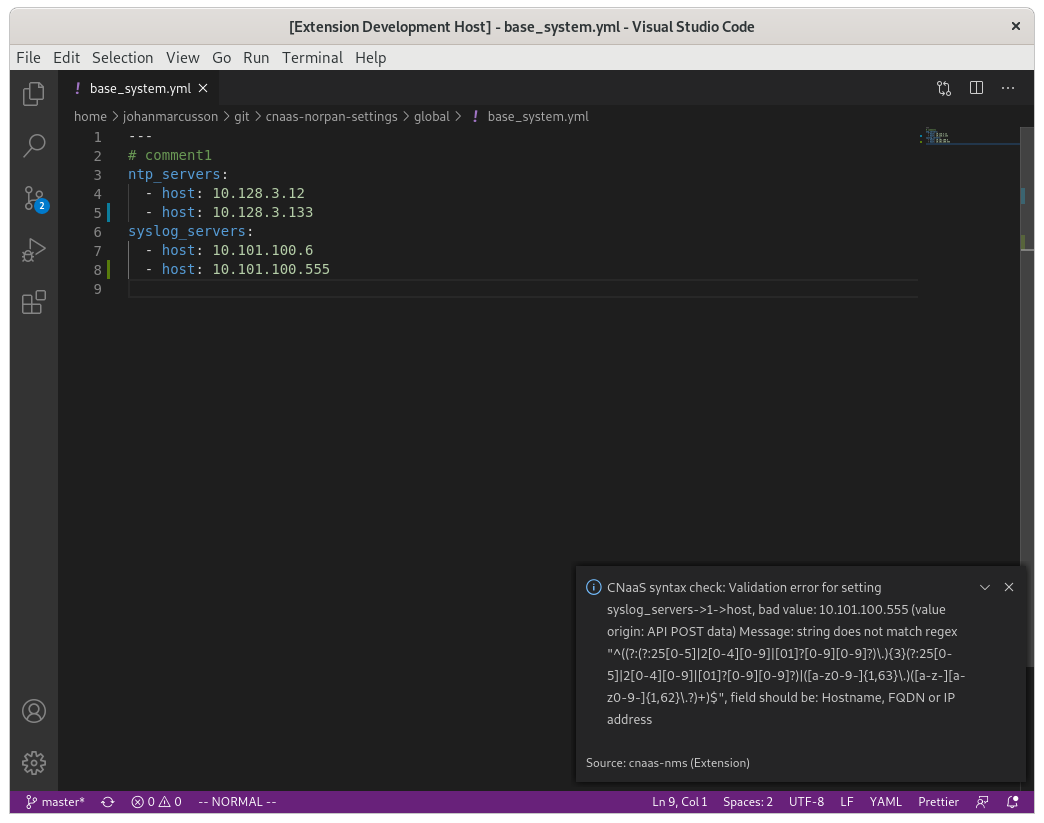 [Extension Development Host] - base_system.yml - Visual Studio Code
File Edit Selection View Go Run Terminal Help
! base_system.yml
home > johanmarcusson > git > cnaas-norpan-settings > global > ! base_system.yml
1 ---
2 # comment1
3 ntp_servers:
4 - host: 10.128.3.12
5 - host: 10.128.3.133
6 syslog_servers:
7 - host: 10.101.100.6
8 - host: 10.101.100.555
9
2
CNaaS syntax check: Validation error for setting
syslog_servers->1->host, bad value: 10.101.100.555 (value
origin: API POST data) Message: string does not match regex
"^((?:(?:25[0-5]|2[0-4][0-9]|[01]?[0-9][0-9]?)\.){3}(?:25[0-
5]|2[0-4][0-9]|[01]?[0-9][0-9]?)|([a-z0-9-]{1,63}\.)([a-z-][a-
z0-9-]{1,62}\.?)+)$", field should be: Hostname, FQDN or IP
address
Source: cnaas-nms (Extension)
master* 0 0 -- NORMAL -- Ln 9, Col 1 Spaces: 2 UTF-8 LF YAML Prettier